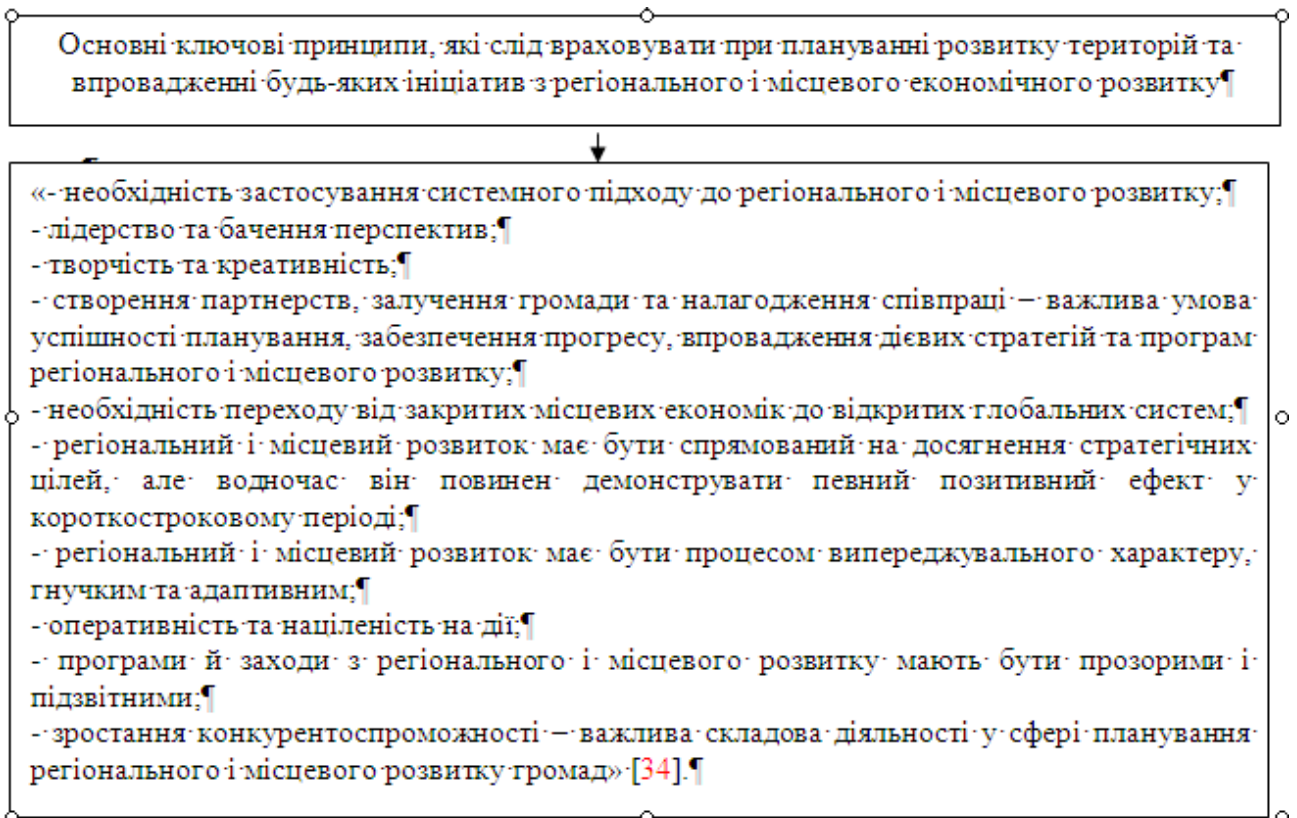 Основні ключові принципи, які слід враховувати при плануванні розвитку територій та
впровадженні будь-яких ініціатив з регіонального і місцевого економічного розвитку¶
¶
«- необхідність застосування системного підходу до регіонального і місцевого розвитку;¶
- лідерство та бачення перспектив;¶
- творчість та креативність;¶
- створення партнерств, залучення громади та налагодження співпраці – важлива умова
успішності планування, забезпечення прогресу, впровадження дієвих стратегій та програм
регіонального і місцевого розвитку;¶
- необхідність переходу від закритих місцевих економік до відкритих глобальних систем;¶
- регіональний і місцевий розвиток має бути спрямований на досягнення стратегічних
цілей, але водночас він повинен демонструвати певний позитивний ефект у
короткостроковому періоді;¶
- регіональний і місцевий розвиток має бути процесом випереджувального характеру,
гнучким та адаптивним;¶
- оперативність та націленість на дії;¶
- програми й заходи з регіонального і місцевого розвитку мають бути прозорими і
підзвітними;¶
- зростання конкурентоспроможності – важлива складова діяльності у сфері планування
регіонального і місцевого розвитку громад» [34].¶